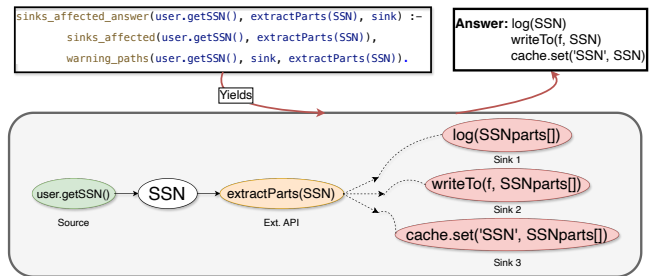 sinks_affected_answer(user.getSSN(), extractParts(SSN), sink) :-
sinks_affected(user.getSSN(), extractParts(SSN)),
warning_paths(user.getSSN(), sink, extractParts(SSN)).
Answer: log(SSN)
writeTo(f, SSN)
cache.set('SSN', SSN)
Yields
log(SSNparts[])
Sink 1
user.getSSN()
SSN
extractParts(SSN)
writeTo(f, SSNparts[])
Source
Ext. API
Sink 2
cache.set('SSN', SSNparts[])
Sink 3